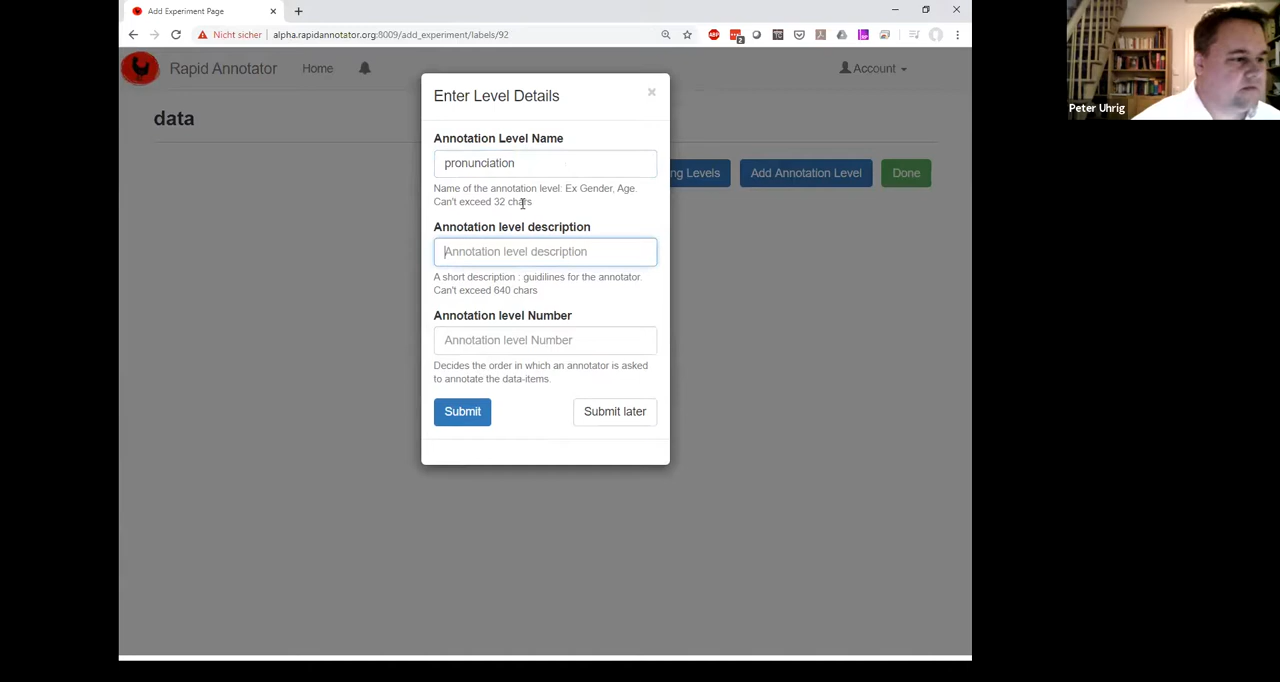 Add Experiment Page
Nicht sicher
alpha.rapidannotator.org:8009/add_experiment/labels/92
ABP
2
Rapid Annotator
Home
Account
data
ng Levels
Add Annotation Level
Done
Enter Level Details
×
Annotation Level Name
pronunciation
Name of the annotation level: Ex Gender, Age.
Can't exceed 32 chars
Annotation level description
Annotation level description
A short description : guidilines for the annotator.
Can't exceed 640 chars
Annotation level Number
Annotation level Number
Decides the order in which an annotator is asked
to annotate the data-items.
Submit
Submit later
Peter Uhrig